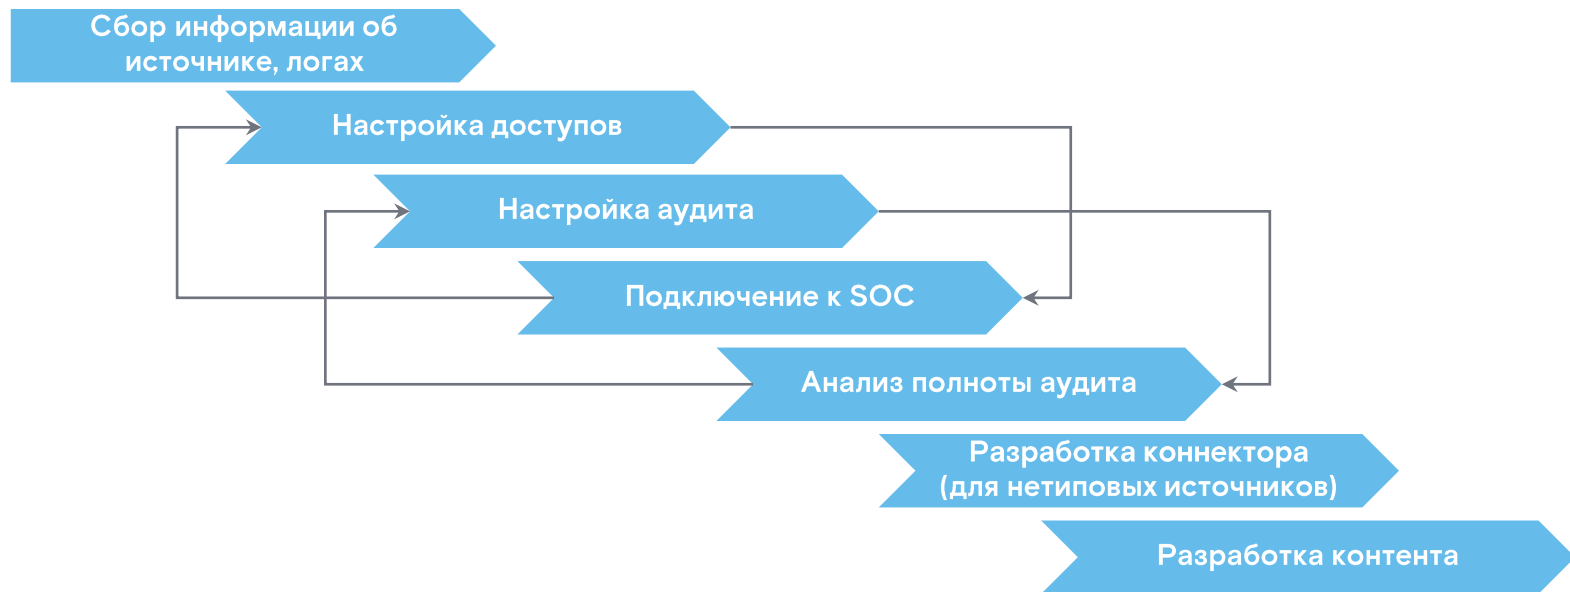 Сбор информации об
источнике, логах
Настройка доступов
Настройка аудита
Подключение к SOC
Анализ полноты аудита
Разработка коннектора
(для нетиповых источников)
Разработка контента